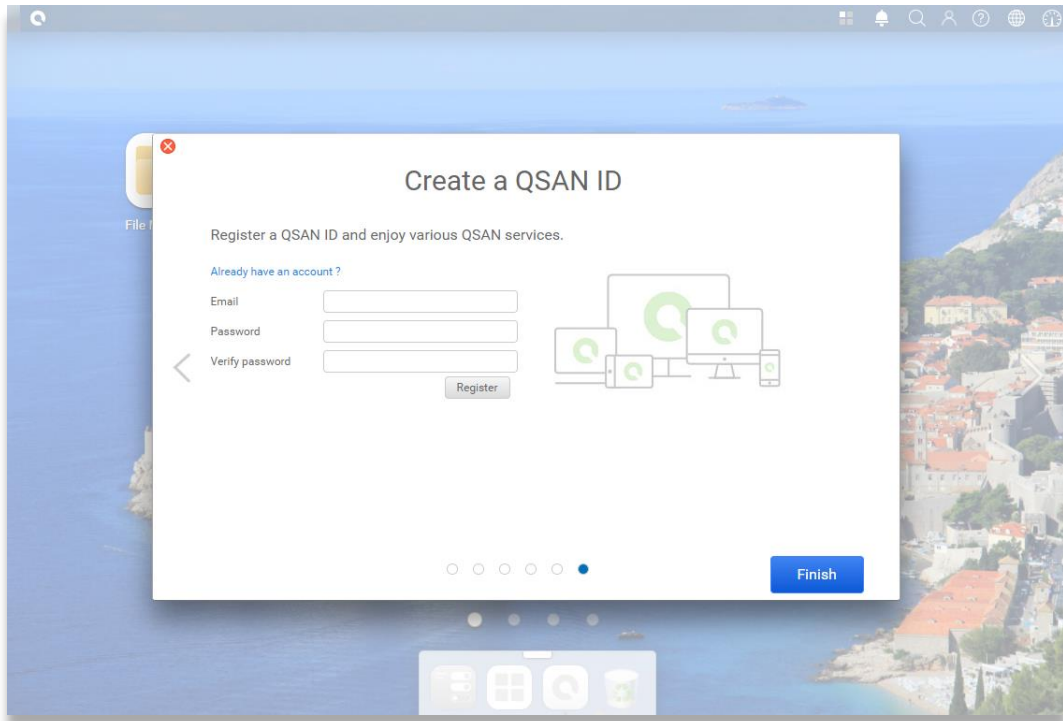 Create a QSAN ID
File
Register a QSAN ID and enjoy various QSAN services.
Already have an account ?
Email
Password
Verify password
Register
Finish